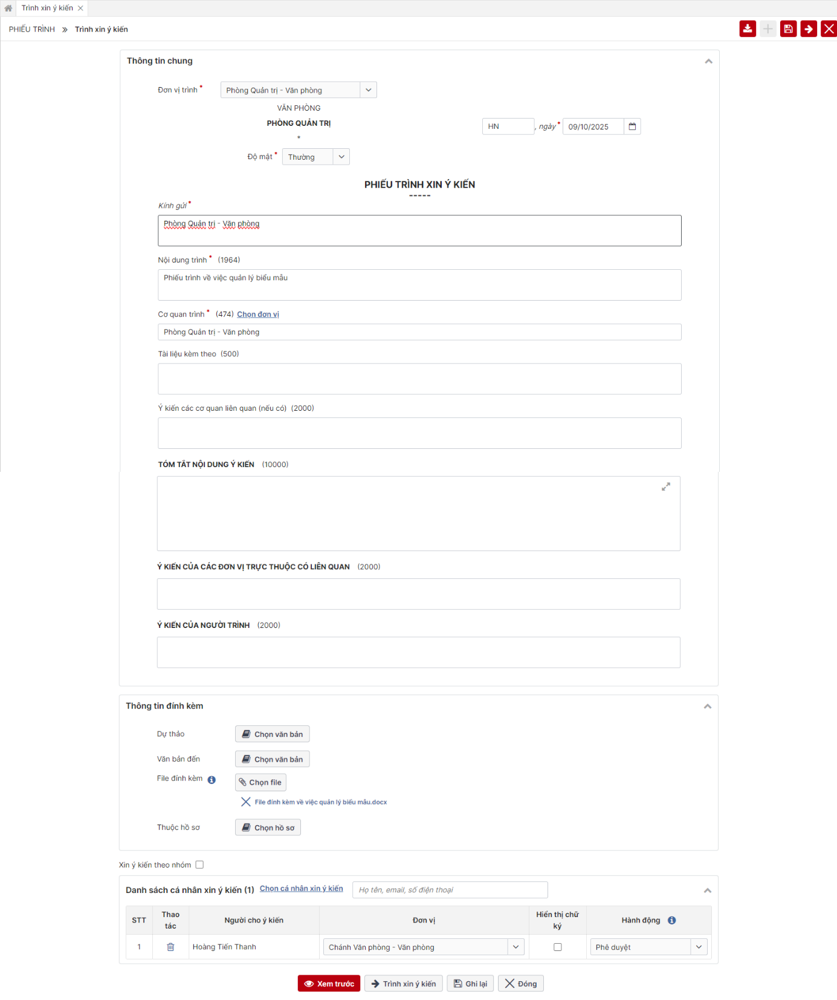 Trình xin ý kiến
PHIẾU TRÌNH » Trình xin ý kiến
Thông tin chung
Đơn vị trình * Phòng Quản trị - Văn phòng
VĂN PHÒNG
PHÒNG QUẢN TRỊ
HN , ngày * 09/10/2025
*
Độ mật * Thường
PHIẾU TRÌNH XIN Ý KIẾN
-----
Kính gửi *
Phòng Quản trị - Văn phòng
Nội dung trình * (1964)
Phiếu trình về việc quản lý biểu mẫu
Cơ quan trình * (474) Chọn đơn vị
Phòng Quản trị - Văn phòng
Tài liệu kèm theo (500)
Ý kiến các cơ quan liên quan (nếu có) (2000)
TÓM TẮT NỘI DUNG Ý KIẾN (10000)
Ý KIẾN CỦA CÁC ĐƠN VỊ TRỰC THUỘC CÓ LIÊN QUAN (2000)
Ý KIẾN CỦA NGƯỜI TRÌNH (2000)
Thông tin đính kèm
Dự thảo Chọn văn bản
Văn bản đến Chọn văn bản
File đính kèm Chọn file
File đính kèm về việc quản lý biểu mẫu.docx
Thuộc hồ sơ Chọn hồ sơ
Xin ý kiến theo nhóm
Danh sách cá nhân xin ý kiến (1) Chọn cá nhân xin ý kiến Họ tên, email, số điện thoại
STT Thao tác Người cho ý kiến Đơn vị Hiển thị chữ ký Hành động
1 Hoàng Tiến Thanh Chánh Văn phòng - Văn phòng Phê duyệt
Xem trước Trình xin ý kiến Ghi lại Đóng